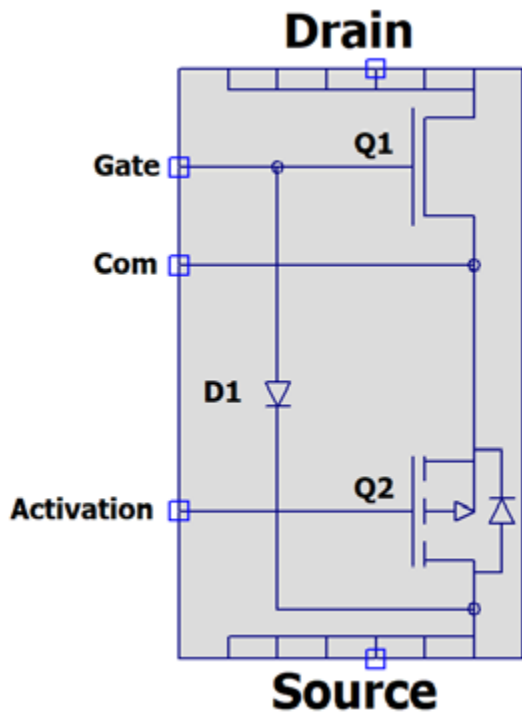 Drain
Q1
Gate
Com
D1
Q2
Activation
Source